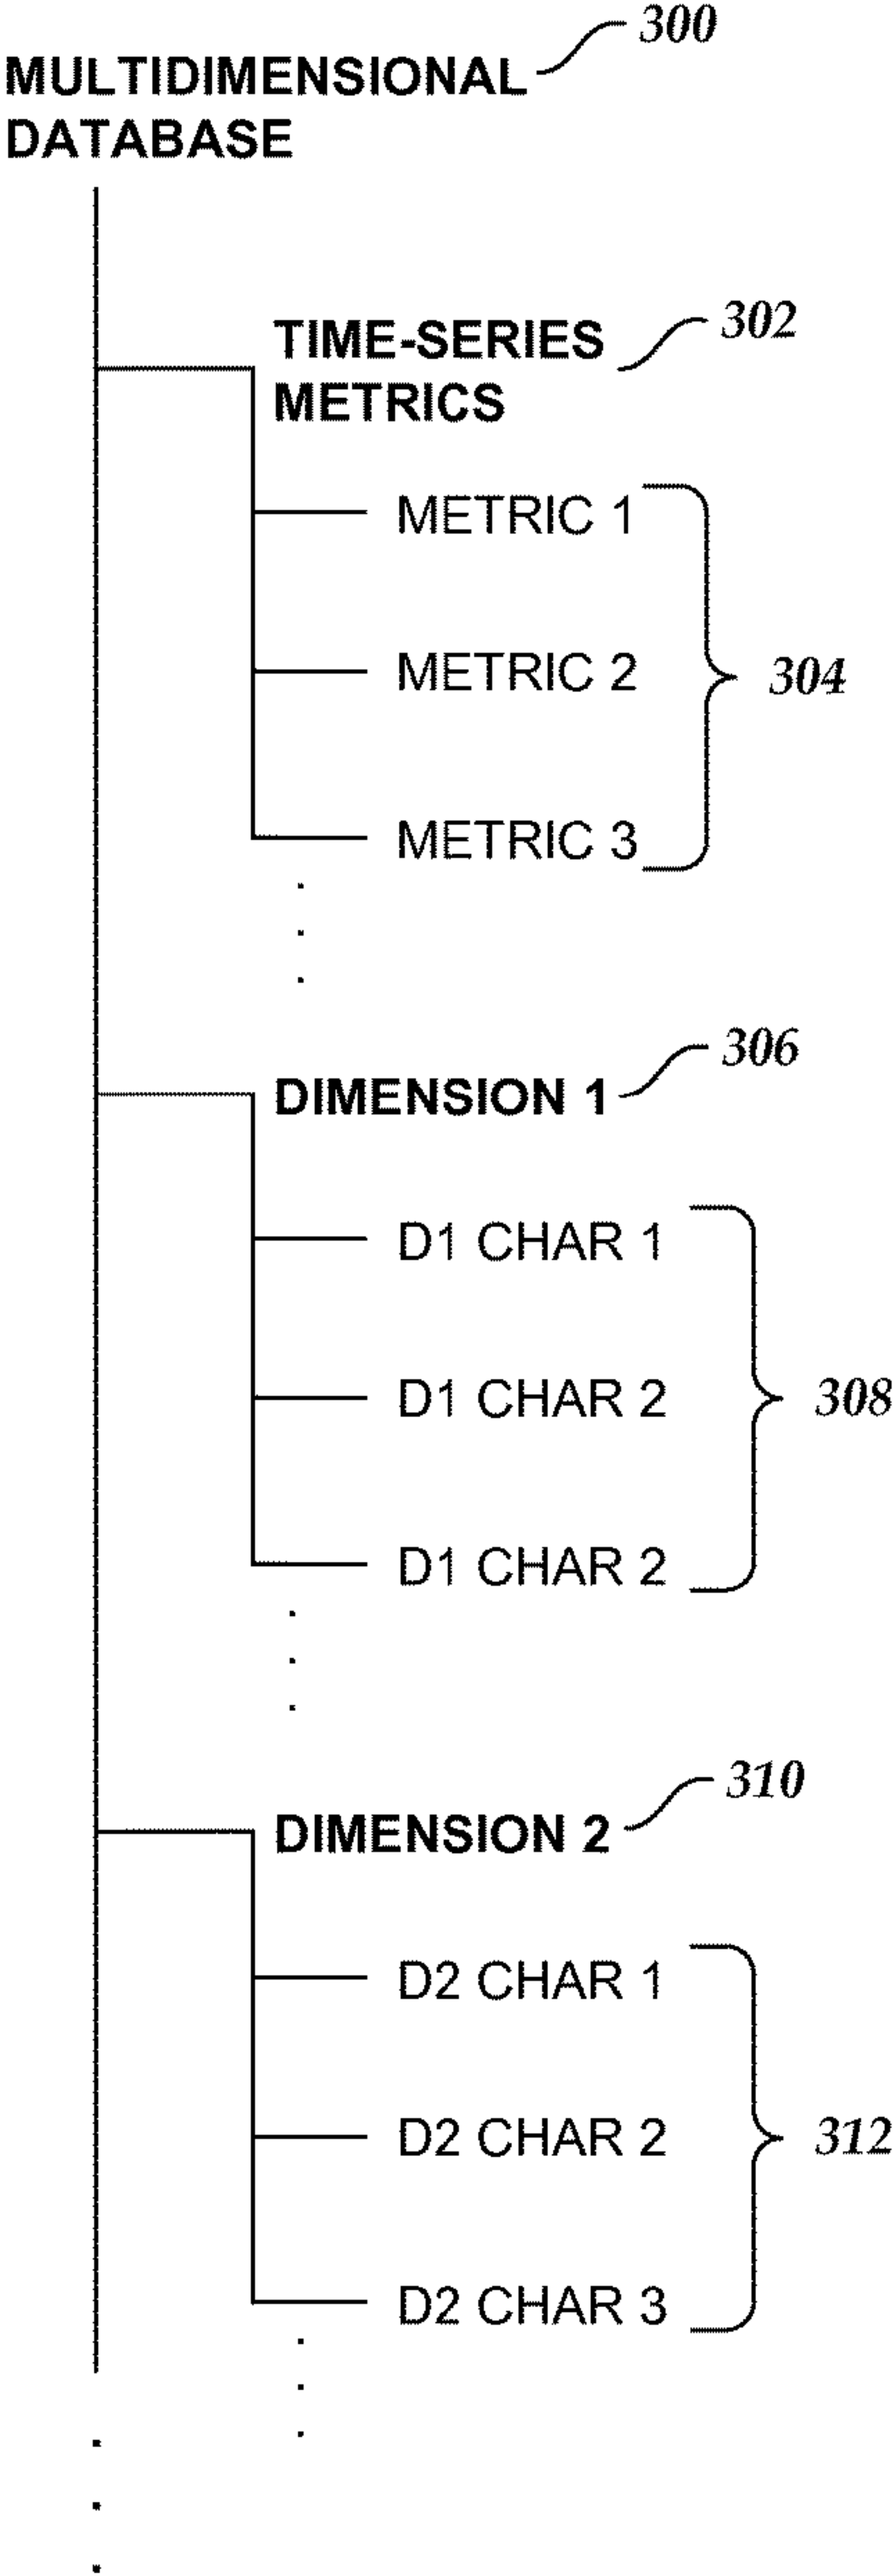 300
MULTIDIMENSIONAL
DATABASE
302
TIME-SERIES
METRICS
METRIC 1
METRIC 2
304
METRIC 3
306
DIMENSION 1
D1 CHAR 1
D1 CHAR 2
308
D1 CHAR 2
310
DIMENSION 2
D2 CHAR 1
D2 CHAR 2
312
D2 CHAR 3